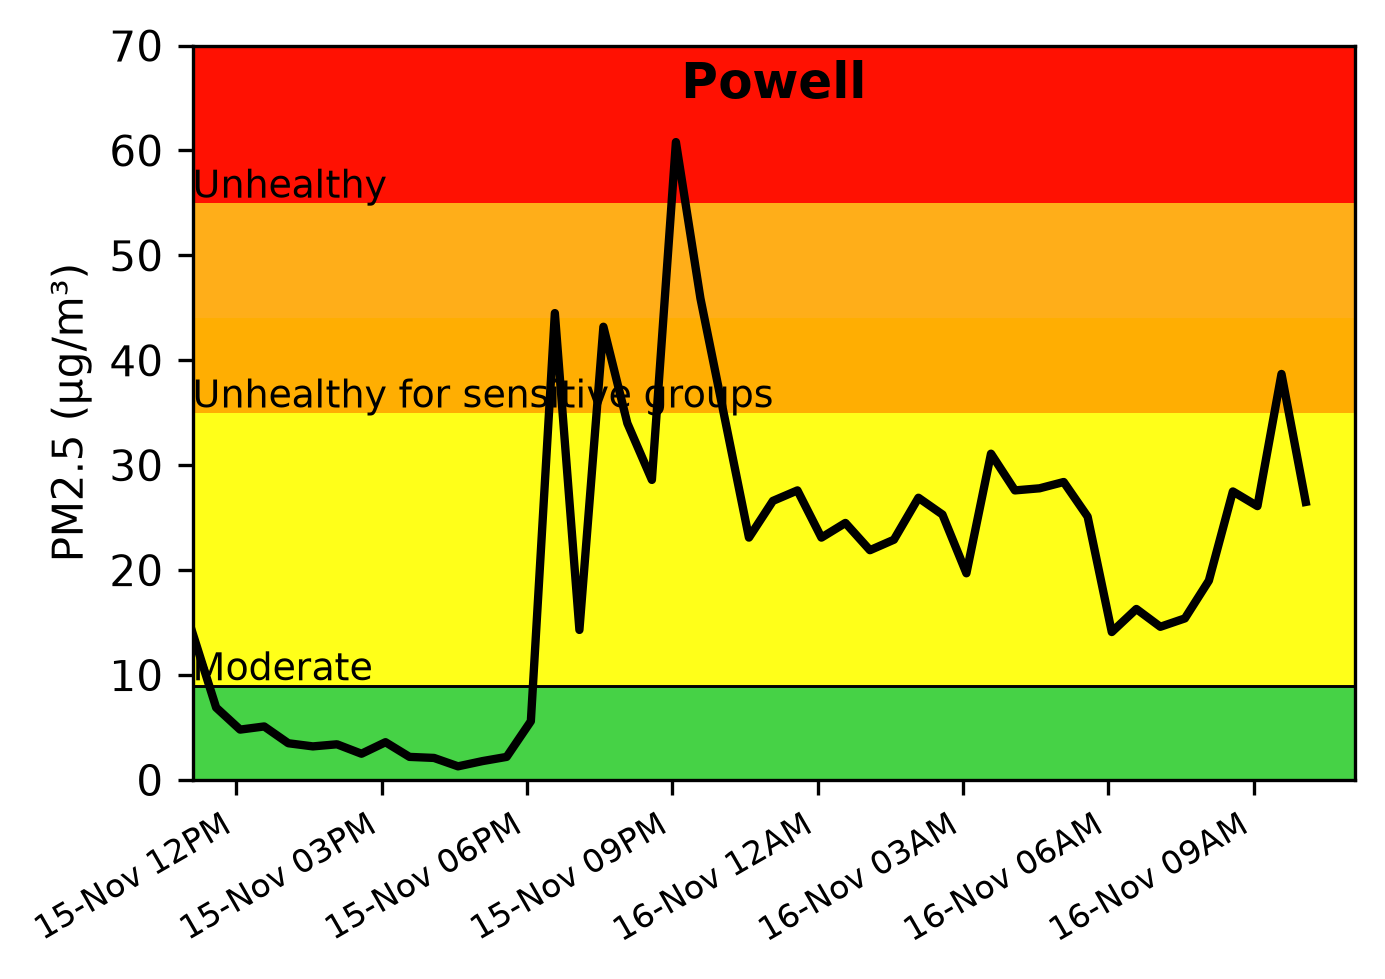 Powell
70
60
50
40
30
20
10
0
PM2.5 (µg/m³)
Unhealthy
Unhealthy for sensitive groups
Moderate
15-Nov 12PM
15-Nov 03PM
15-Nov 06PM
15-Nov 09PM
16-Nov 12AM
16-Nov 03AM
16-Nov 06AM
16-Nov 09AM